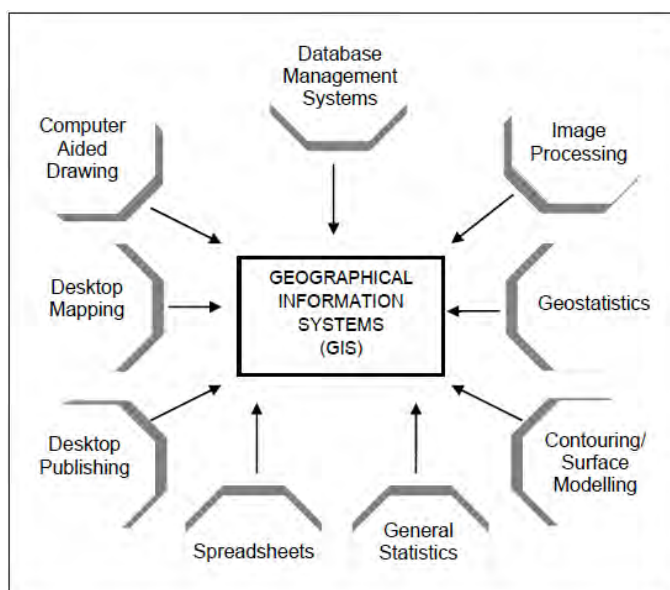 Database
Management
Systems
Computer
Aided
Drawing
Image
Processing
Desktop
Mapping
GEOGRAPHICAL
INFORMATION
SYSTEMS
(GIS)
Geostatistics
Desktop
Publishing
Contouring/
Surface
Modelling
Spreadsheets
General
Statistics